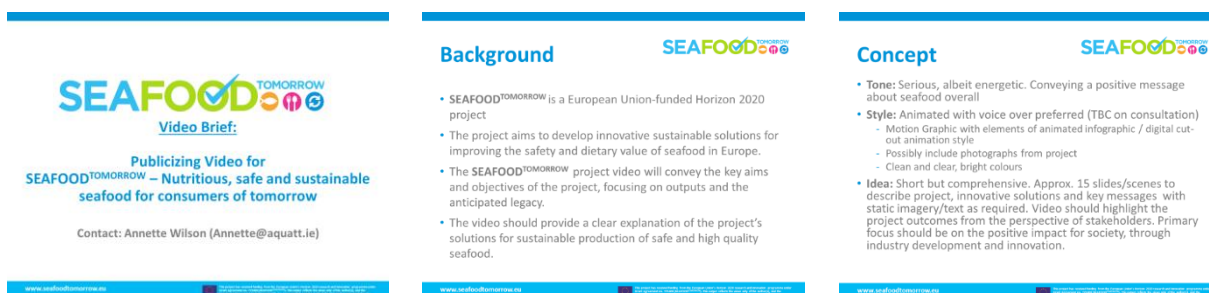 SEAFOOD TOMORROW
Video Brief:
Publicizing Video for
SEAFOODTOMORROW – Nutritious, safe and sustainable
seafood for consumers of tomorrow
Contact: Annette Wilson (Annette@aquatt.ie)
www.seafoodtomorrow.eu
Background
SEAFOOD TOMORROW
• SEAFOODTOMORROW is a European Union-funded Horizon 2020
project
• The project aims to develop innovative sustainable solutions for
improving the safety and dietary value of seafood in Europe.
• The SEAFOODTOMORROW project video will convey the key aims
and objectives of the project, focusing on outputs and the
anticipated legacy.
• The video should provide a clear explanation of the project's
solutions for sustainable production of safe and high quality
seafood.
www.seafoodtomorrow.eu
Concept
SEAFOOD TOMORROW
• Tone: Serious, albeit energetic. Conveying a positive message
about seafood overall
• Style: Animated with voice over preferred (TBC on consultation)
- Motion Graphic with elements of animated infographic / digital cut-
out animation style
- Possibly include photographs from project
- Clean and clear, bright colours
• Idea: Short but comprehensive. Approx. 15 slides/scenes to
describe project, innovative solutions and key messages with
static imagery/text as required. Video should highlight the
project outcomes from the perspective of stakeholders. Primary
focus should be on the positive impact for society, through
industry development and innovation.
www.seafoodtomorrow.eu